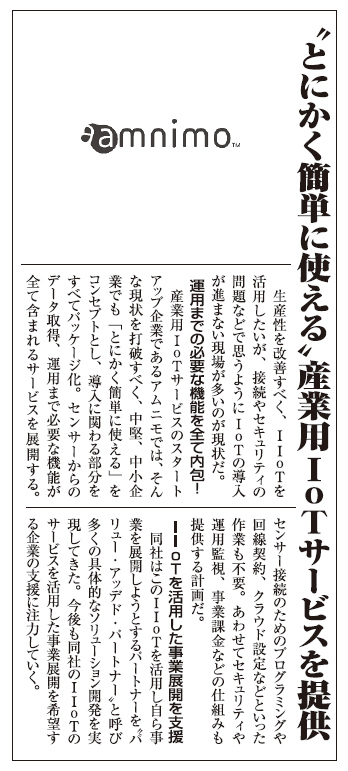 〝とにかく簡単に使える〟産業用IoTサービスを提供
amnimo™
生産性を改善すべく、IIoTを
活用したいが、接続やセキュリティの
問題などで思うようにIoTの導入
が進まない現場が多いのが現状だ。
運用までの必要な機能を全て内包！
産業用IoTサービスのスタート
アップ企業であるアムニモでは、そん
な現状を打破すべく、中堅、中小企
業でも「とにかく簡単に使える」を
コンセプトとし、導入に関わる部分を
すべてパッケージ化。センサーからの
データ取得、運用まで必要な機能が
全て含まれるサービスを展開する。
センサー接続のためのプログラミングや
回線契約、クラウド設定などといった
作業も不要。あわせてセキュリティや
運用監視、事業課金などの仕組みも
提供する計画だ。
IIoTを活用した事業展開を支援
同社はこのIIoTを活用し自ら事
業を展開しようとするパートナーを〝バ
リュー・アッデド・パートナー〟と呼び
多くの具体的なソリューション開発を実
現してきた。今後も同社のIIoTの
サービスを活用した事業展開を希望す
る企業の支援に注力していく。